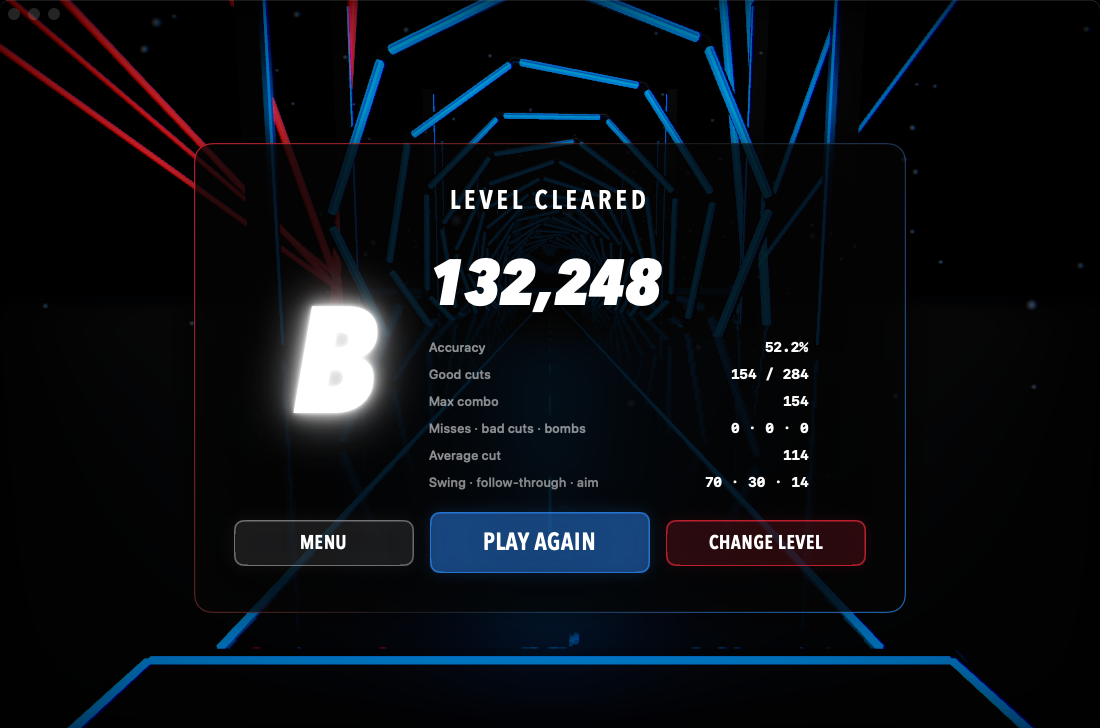 LEVEL CLEARED
132,248
B
Accuracy 52.2%
Good cuts 154 / 284
Max combo 154
Misses · bad cuts · bombs 0 · 0 · 0
Average cut 114
Swing · follow-through · aim 70 · 30 · 14
MENU PLAY AGAIN CHANGE LEVEL